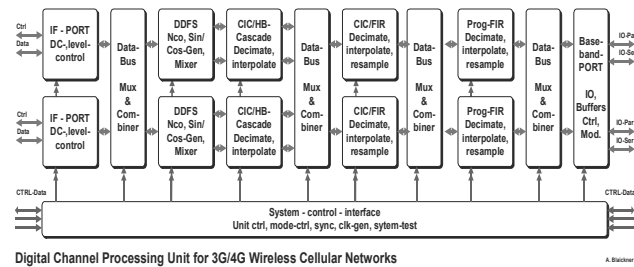 Ctrl
Data
IF - PORT
DC-,level-
control
Data-
Bus
Mux
&
Com-
biner
DDFS
Nco, Sin/
Cos-Gen,
Mixer
CIC/HB-
Cascade
Decimate,
interpolate
Data-
Bus
Mux
&
Com-
biner
CIC/FIR
Decimate,
interpolate,
resample
Data-
Bus
Mux
&
Com-
biner
Prog-FIR
Decimate,
interpolate,
resample
Data-
Bus
Mux
&
Com-
biner
Base-
band-
PORT
IO,
Buffers
Ctrl,
Mod.
IO-Par
IO-Ser
Ctrl
Data
IF - PORT
DC-,level-
control
DDFS
Nco, Sin/
Cos-Gen,
Mixer
CIC/HB-
Cascade
Decimate,
interpolate
CIC/FIR
Decimate,
interpolate,
resample
Prog-FIR
Decimate,
interpolate,
resample
IO-Par
IO-Ser
CTRL-Data
CTRL-Data
System - control - interface
Unit ctrl, mode-ctrl, sync, clk-gen, sytem-test
Digital Channel Processing Unit for 3G/4G Wireless Cellular Networks
A. Blaickner